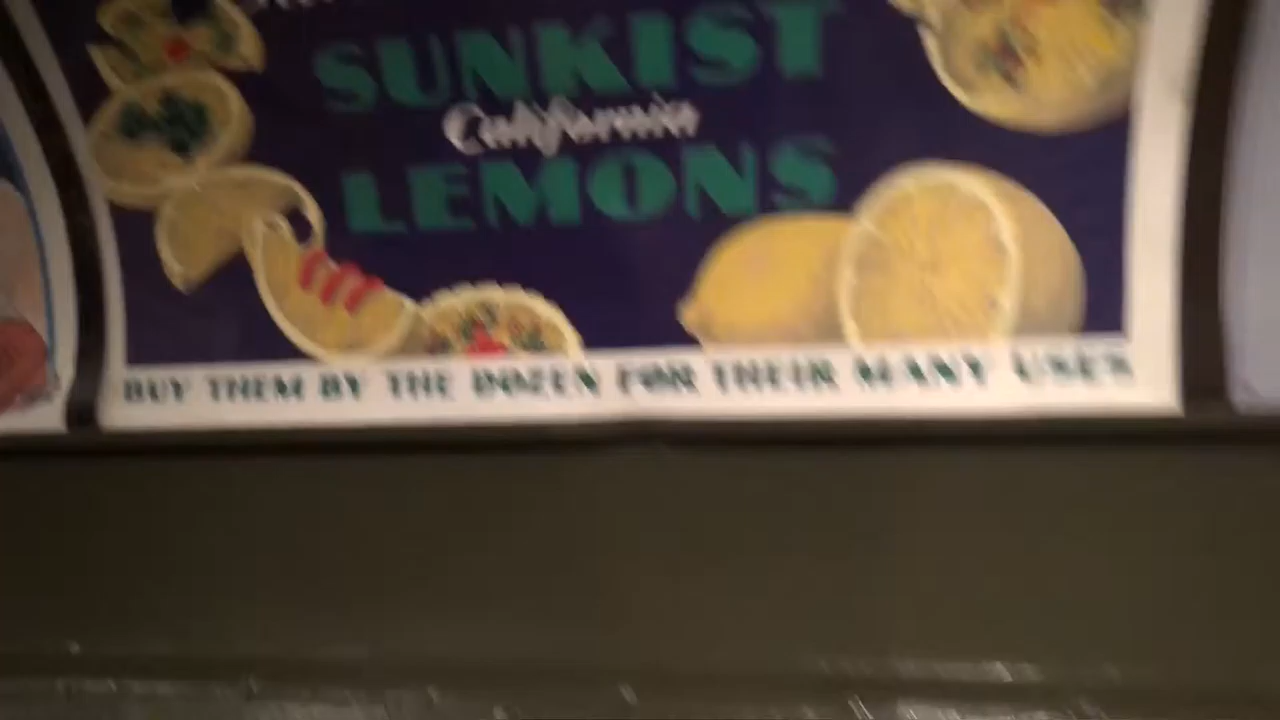 SUNKIST
California
LEMONS
BUY THEM BY THE DOZEN FOR THEIR MANY USES